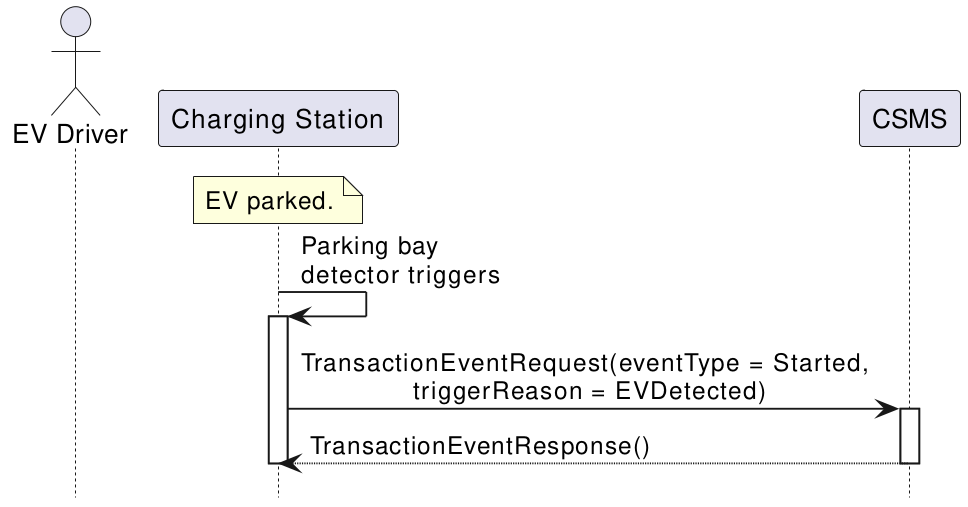 EV Driver
Charging Station
CSMS
EV parked.
Parking bay
detector triggers
TransactionEventRequest(eventType = Started,
triggerReason = EVDetected)
TransactionEventResponse()